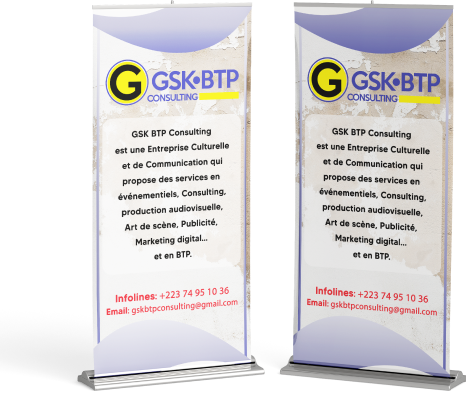 G GSK•BTP
CONSULTING
GSK BTP Consulting
est une Entreprise Culturelle
et de Communication qui
propose des services en
événementiels, Consulting,
production audiovisuelle,
Art de scène, Publicité,
Marketing digital...
et en BTP.
Infolines: +223 74 95 10 36
Email: gskbtpconsulting@gmail.com
G GSK•BTP
CONSULTING
GSK BTP Consulting
est une Entreprise Culturelle
et de Communication qui
propose des services en
événementiels, Consulting,
production audiovisuelle,
Art de scène, Publicité,
Marketing digital...
et en BTP.
Infolines: +223 74 95 10 36
Email: gskbtpconsulting@gmail.com